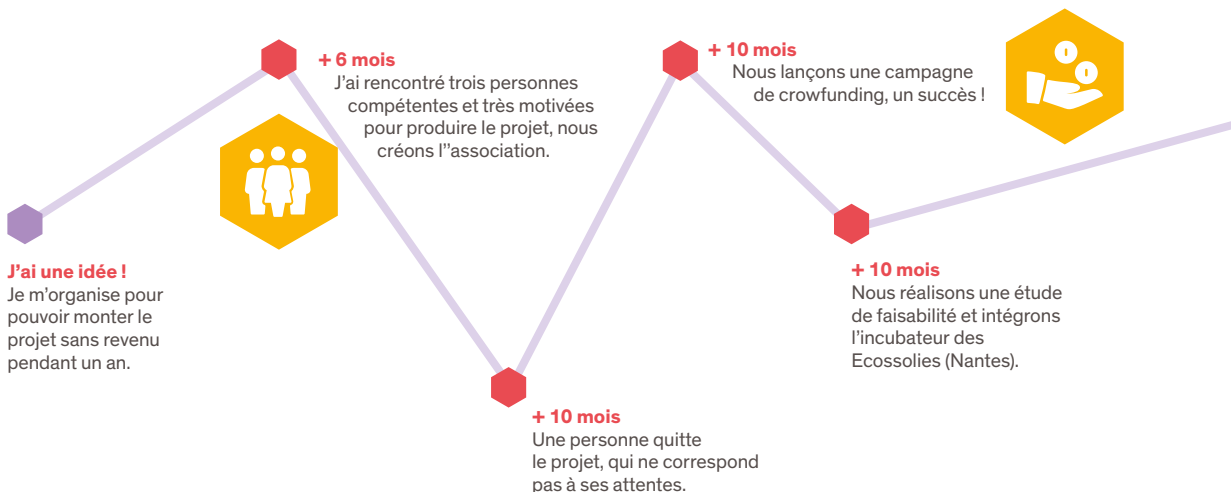 J'ai une idée !
Je m'organise pour
pouvoir monter le
projet sans revenu
pendant un an.
+ 6 mois
J'ai rencontré trois personnes
compétentes et très motivées
pour produire le projet, nous
créons l''association.
+ 10 mois
Une personne quitte
le projet, qui ne correspond
pas à ses attentes.
+ 10 mois
Nous lançons une campagne
de crowfunding, un succès !
+ 10 mois
Nous réalisons une étude
de faisabilité et intégrons
l'incubateur des
Ecossolies (Nantes).